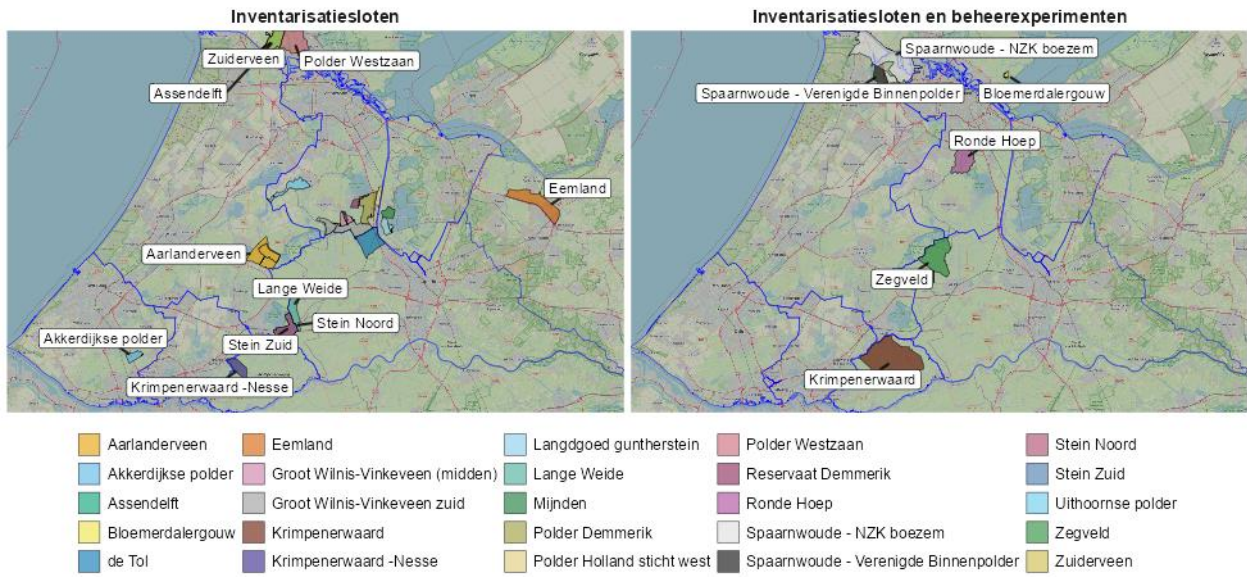 Inventarisatiesloten
Zuiderveen
Polder Westzaan
Assendelft
Eemland
Aarlanderveen
Lange Weide
Stein Noord
Akkerdijkse polder
Stein Zuid
Krimpenerwaard -Nesse
Inventarisatiesloten en beheerexperimenten
Spaarnwoude - NZK boezem
Spaarnwoude - Verenigde Binnenpolder
Bloemerdalergouw
Ronde Hoep
Zegveld
Krimpenerwaard
Aarlanderveen
Akkerdijkse polder
Assendelft
Bloemerdalergouw
de Tol
Eemland
Groot Wilnis-Vinkeveen (midden)
Groot Wilnis-Vinkeveen zuid
Krimpenerwaard
Krimpenerwaard -Nesse
Langdgoed guntherstein
Lange Weide
Mijnden
Polder Demmerik
Polder Holland sticht west
Polder Westzaan
Reservaat Demmerik
Ronde Hoep
Spaarnwoude - NZK boezem
Spaarnwoude - Verenigde Binnenpolder
Stein Noord
Stein Zuid
Uithoornse polder
Zegveld
Zuiderveen